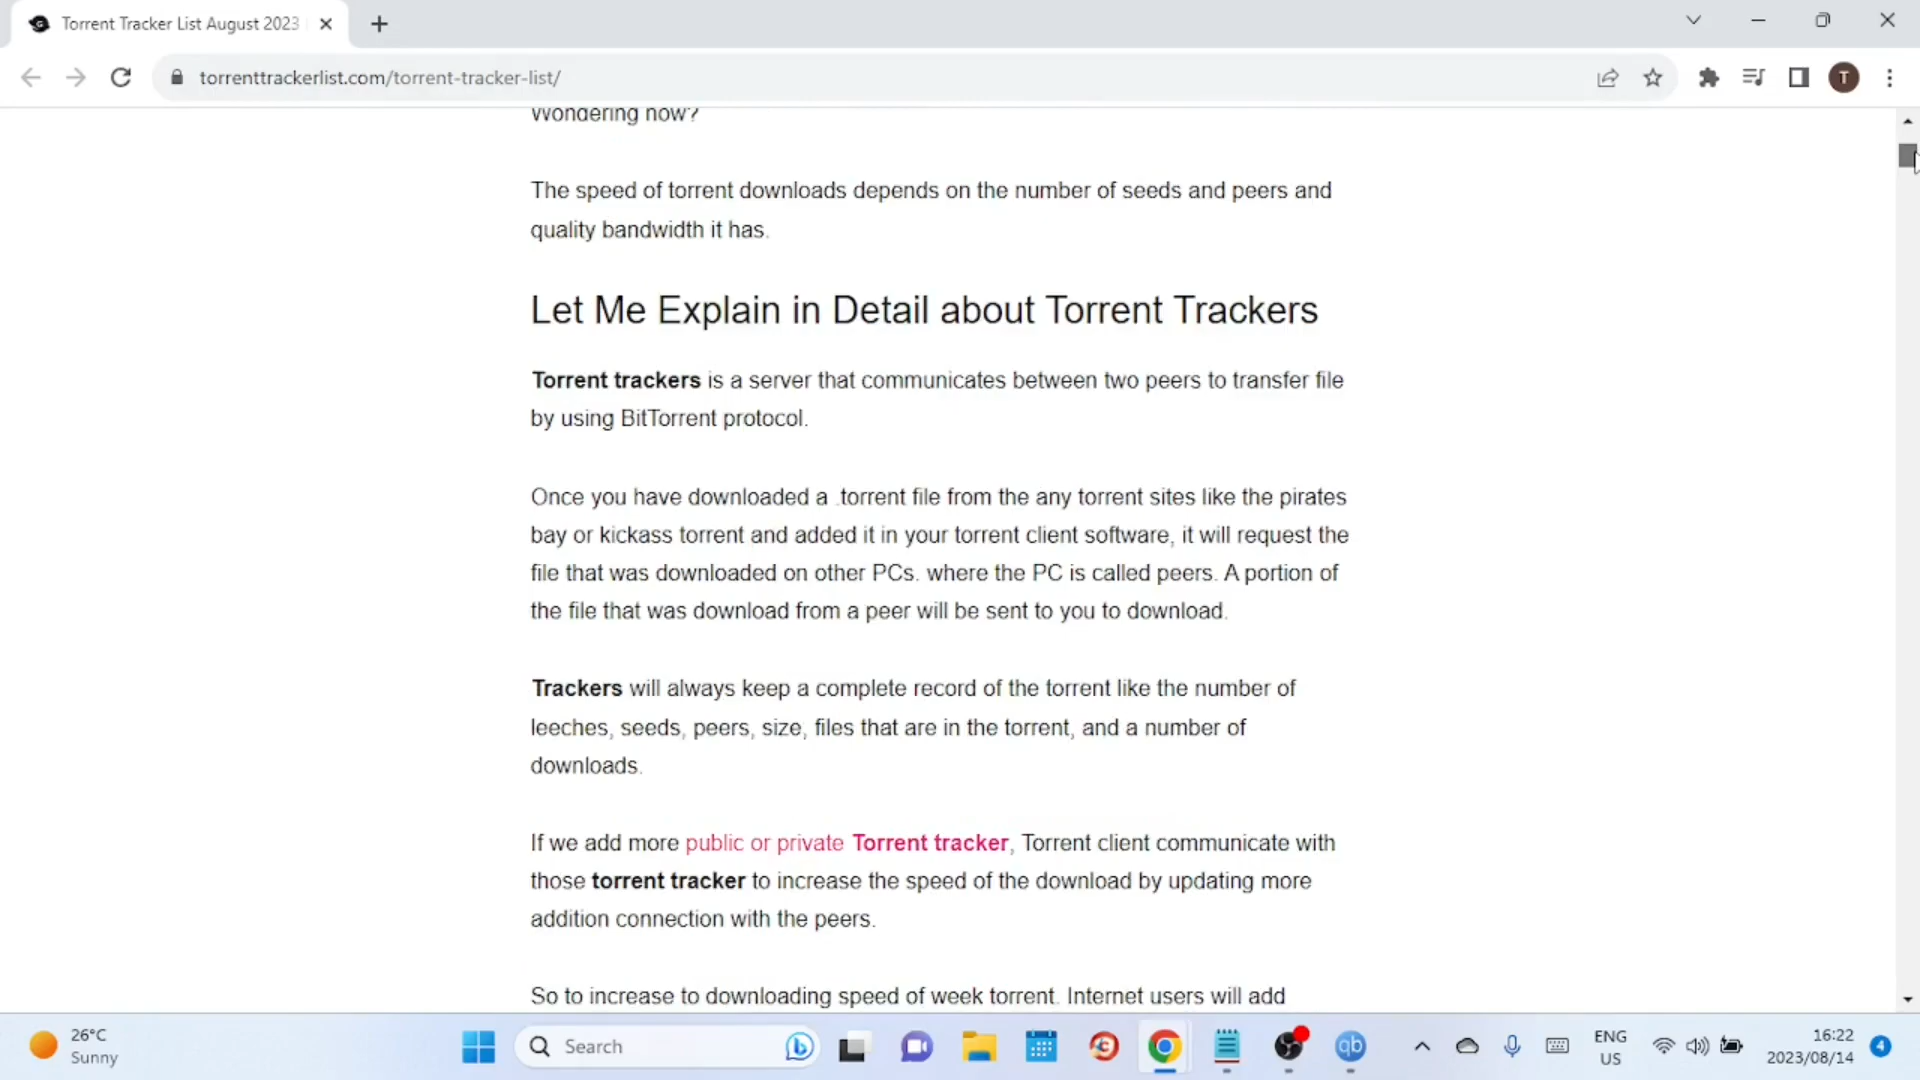 Torrent Tracker List August 2023
torrenttrackerlist.com/torrent-tracker-list/
T
Wondering how?
The speed of torrent downloads depends on the number of seeds and peers and
quality bandwidth it has.
Let Me Explain in Detail about Torrent Trackers
Torrent trackers is a server that communicates between two peers to transfer file
by using BitTorrent protocol.
Once you have downloaded a .torrent file from the any torrent sites like the pirates
bay or kickass torrent and added it in your torrent client software, it will request the
file that was downloaded on other PCs. where the PC is called peers. A portion of
the file that was download from a peer will be sent to you to download.
Trackers will always keep a complete record of the torrent like the number of
leeches, seeds, peers, size, files that are in the torrent, and a number of
downloads.
If we add more public or private Torrent tracker, Torrent client communicate with
those torrent tracker to increase the speed of the download by updating more
addition connection with the peers.
So to increase to downloading speed of week torrent. Internet users will add
26°C
Sunny
Search
qb
ENG
US
16:22
2023/08/14
4